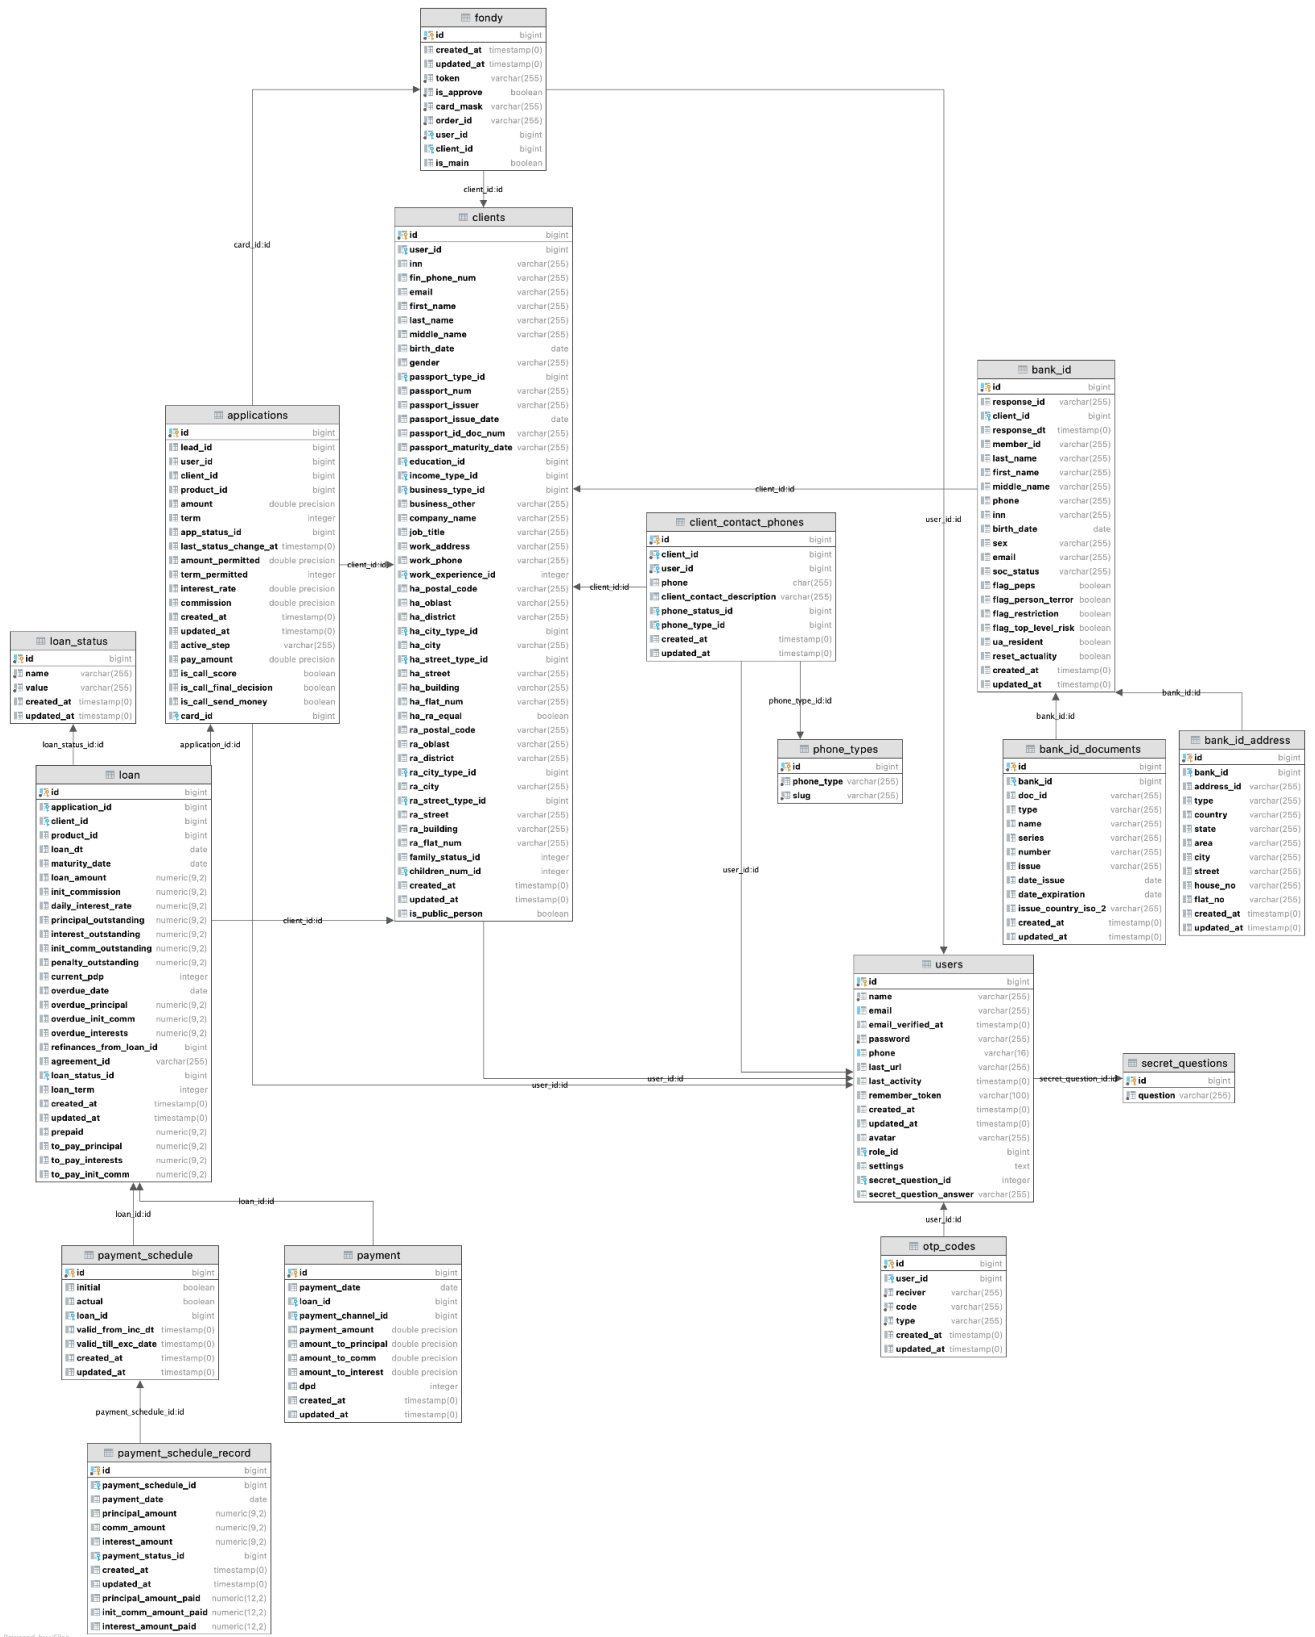 fondy
id bigint
created_at timestamp(0)
updated_at timestamp(0)
token varchar(255)
is_approve boolean
card_mask varchar(255)
order_id varchar(255)
user_id bigint
client_id bigint
is_main boolean
client_id:id
card_id:id
user_id:id
clients
id bigint
user_id bigint
inn varchar(255)
fin_phone_num varchar(255)
email varchar(255)
first_name varchar(255)
last_name varchar(255)
middle_name varchar(255)
birth_date date
gender varchar(255)
passport_type_id bigint
passport_num varchar(255)
passport_issuer varchar(255)
passport_issue_date date
passport_id_doc_num varchar(255)
passport_maturity_date varchar(255)
education_id bigint
income_type_id bigint
business_type_id bigint
business_other varchar(255)
company_name varchar(255)
job_title varchar(255)
work_address varchar(255)
work_phone varchar(255)
work_experience_id integer
ha_postal_code varchar(255)
ha_oblast varchar(255)
ha_district varchar(255)
ha_city_type_id bigint
ha_city varchar(255)
ha_street_type_id bigint
ha_street varchar(255)
ha_building varchar(255)
ha_flat_num varchar(255)
ha_ra_equal boolean
ra_postal_code varchar(255)
ra_oblast varchar(255)
ra_district varchar(255)
ra_city_type_id bigint
ra_city varchar(255)
ra_street_type_id bigint
ra_street varchar(255)
ra_building varchar(255)
ra_flat_num varchar(255)
family_status_id integer
children_num_id integer
created_at timestamp(0)
updated_at timestamp(0)
is_public_person boolean
applications
id bigint
lead_id bigint
user_id bigint
client_id bigint
product_id bigint
amount double precision
term integer
app_status_id bigint
last_status_change_at timestamp(0)
amount_permitted double precision
term_permitted integer
interest_rate double precision
commission double precision
created_at timestamp(0)
updated_at timestamp(0)
active_step varchar(255)
pay_amount double precision
is_call_score boolean
is_call_final_decision boolean
is_call_send_money boolean
card_id bigint
client_id:id
bank_id
id bigint
response_id varchar(255)
client_id bigint
response_dt timestamp(0)
member_id varchar(255)
last_name varchar(255)
first_name varchar(255)
middle_name varchar(255)
phone varchar(255)
inn varchar(255)
birth_date date
sex varchar(255)
email varchar(255)
soc_status varchar(255)
flag_peps boolean
flag_person_terror boolean
flag_restriction boolean
flag_top_level_risk boolean
ua_resident boolean
reset_actuality boolean
created_at timestamp(0)
updated_at timestamp(0)
client_id:id
client_contact_phones
id bigint
client_id bigint
user_id bigint
phone char(255)
client_contact_description varchar(255)
phone_status_id bigint
phone_type_id bigint
created_at timestamp(0)
updated_at timestamp(0)
client_id:id
phone_type_id:id
user_id:id
phone_types
id bigint
phone_type varchar(255)
slug varchar(255)
bank_id:id
bank_id:id
bank_id_documents
id bigint
bank_id bigint
doc_id varchar(255)
type varchar(255)
name varchar(255)
series varchar(255)
number varchar(255)
issue varchar(255)
date_issue date
date_expiration date
issue_country_iso_2 varchar(255)
created_at timestamp(0)
updated_at timestamp(0)
bank_id_address
id bigint
bank_id bigint
address_id varchar(255)
type varchar(255)
country varchar(255)
state varchar(255)
area varchar(255)
city varchar(255)
street varchar(255)
house_no varchar(255)
flat_no varchar(255)
created_at timestamp(0)
updated_at timestamp(0)
loan_status
id bigint
name varchar(255)
value varchar(255)
created_at timestamp(0)
updated_at timestamp(0)
loan_status_id:id
application_id:id
loan
id bigint
application_id bigint
client_id bigint
product_id bigint
loan_dt date
maturity_date date
loan_amount numeric(9,2)
init_commission numeric(9,2)
daily_interest_rate numeric(9,2)
principal_outstanding numeric(9,2)
interest_outstanding numeric(9,2)
init_comm_outstanding numeric(9,2)
penalty_outstanding numeric(9,2)
current_pdp integer
overdue_date date
overdue_principal numeric(9,2)
overdue_init_comm numeric(9,2)
overdue_interests numeric(9,2)
refinances_from_loan_id bigint
agreement_id varchar(255)
loan_status_id bigint
loan_term integer
created_at timestamp(0)
updated_at timestamp(0)
prepaid numeric(9,2)
to_pay_principal numeric(9,2)
to_pay_interests numeric(9,2)
to_pay_init_comm numeric(9,2)
client_id:id
user_id:id
user_id:id
users
id bigint
name varchar(255)
email varchar(255)
email_verified_at timestamp(0)
password varchar(255)
phone varchar(16)
last_url varchar(255)
last_activity timestamp(0)
remember_token varchar(100)
created_at timestamp(0)
updated_at timestamp(0)
avatar varchar(255)
role_id bigint
settings text
secret_question_id integer
secret_question_answer varchar(255)
secret_question_id:id
secret_questions
id bigint
question varchar(255)
user_id:id
otp_codes
id bigint
user_id bigint
reciver varchar(255)
code varchar(255)
type varchar(255)
created_at timestamp(0)
updated_at timestamp(0)
loan_id:id
loan_id:id
payment_schedule
id bigint
initial boolean
actual boolean
loan_id bigint
valid_from_inc_dt timestamp(0)
valid_till_exc_date timestamp(0)
created_at timestamp(0)
updated_at timestamp(0)
payment
id bigint
payment_date date
loan_id bigint
payment_channel_id bigint
payment_amount double precision
amount_to_principal double precision
amount_to_comm double precision
amount_to_interest double precision
dpd integer
created_at timestamp(0)
updated_at timestamp(0)
payment_schedule_id:id
payment_schedule_record
id bigint
payment_schedule_id bigint
payment_date date
principal_amount numeric(9,2)
comm_amount numeric(9,2)
interest_amount numeric(9,2)
payment_status_id bigint
created_at timestamp(0)
updated_at timestamp(0)
principal_amount_paid numeric(12,2)
init_comm_amount_paid numeric(12,2)
interest_amount_paid numeric(12,2)